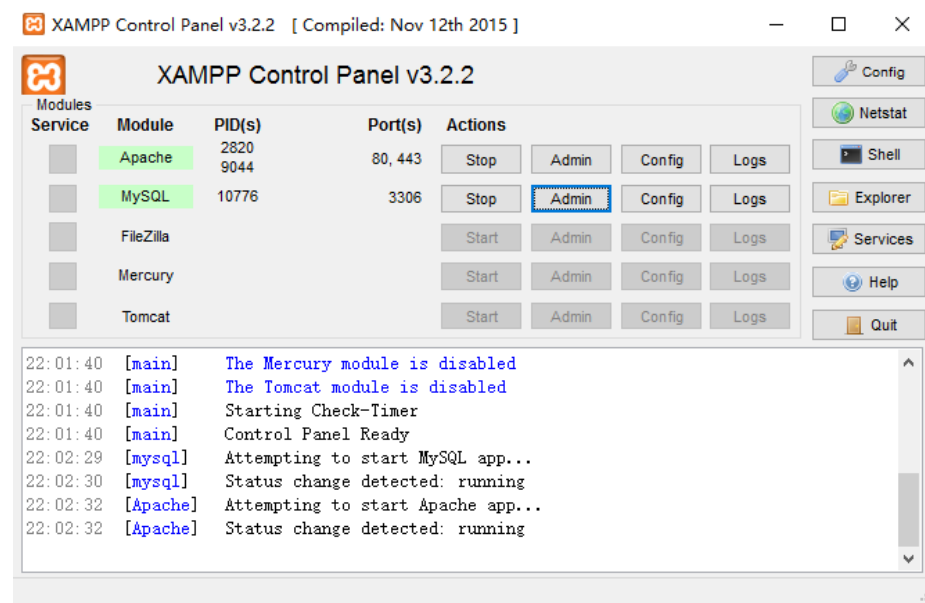 XAMPP Control Panel v3.2.2 [ Compiled: Nov 12th 2015 ]
XAMPP Control Panel v3.2.2
Config
Modules
Service Module PID(s) Port(s) Actions
Netstat
Apache 2820 9044 80, 443 Stop Admin Config Logs
Shell
MySQL 10776 3306 Stop Admin Config Logs
Explorer
FileZilla Start Admin Config Logs
Services
Mercury Start Admin Config Logs
Help
Tomcat Start Admin Config Logs
Quit
22:01:40 [main] The Mercury module is disabled
22:01:40 [main] The Tomcat module is disabled
22:01:40 [main] Starting Check-Timer
22:01:40 [main] Control Panel Ready
22:02:29 [mysql] Attempting to start MySQL app...
22:02:30 [mysql] Status change detected: running
22:02:32 [Apache] Attempting to start Apache app...
22:02:32 [Apache] Status change detected: running